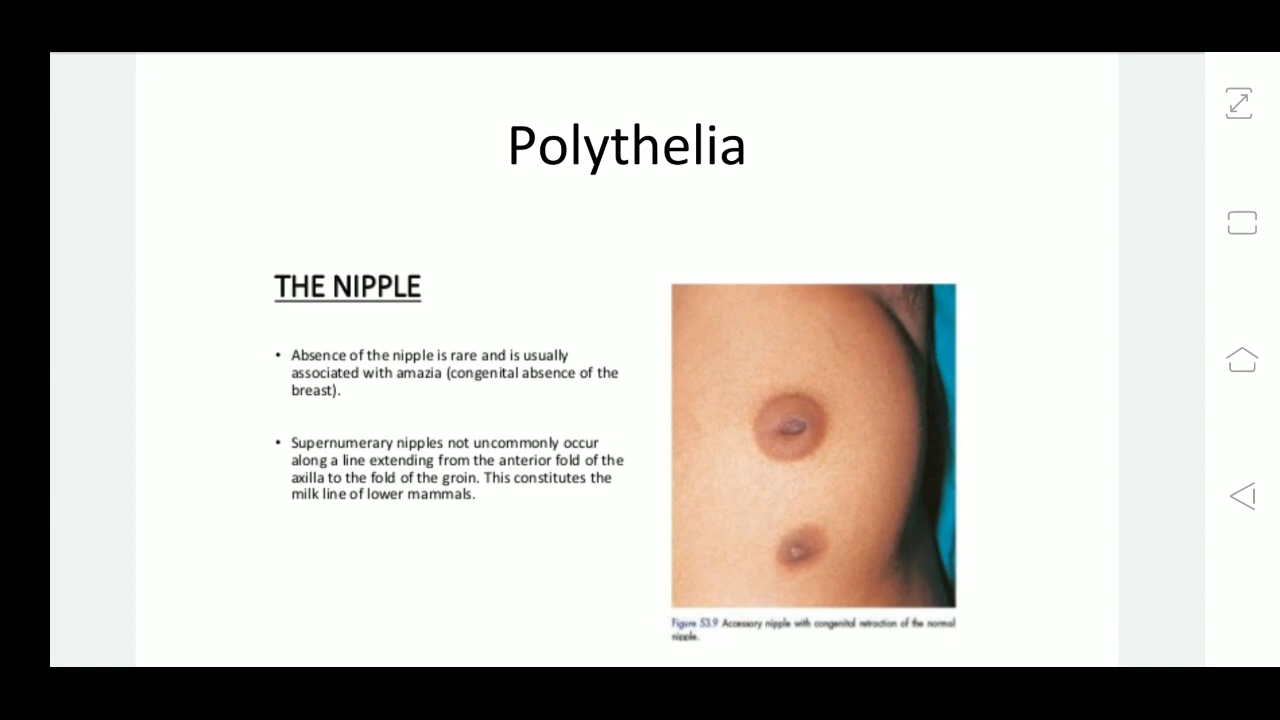 Polythelia
THE NIPPLE
• Absence of the nipple is rare and is usually
associated with amazia (congenital absence of the
breast).
• Supernumerary nipples not uncommonly occur
along a line extending from the anterior fold of the
axilla to the fold of the groin. This constitutes the
milk line of lower mammals.
Figure 53.9 Accessory nipple with congenital retraction of the normal
nipple.